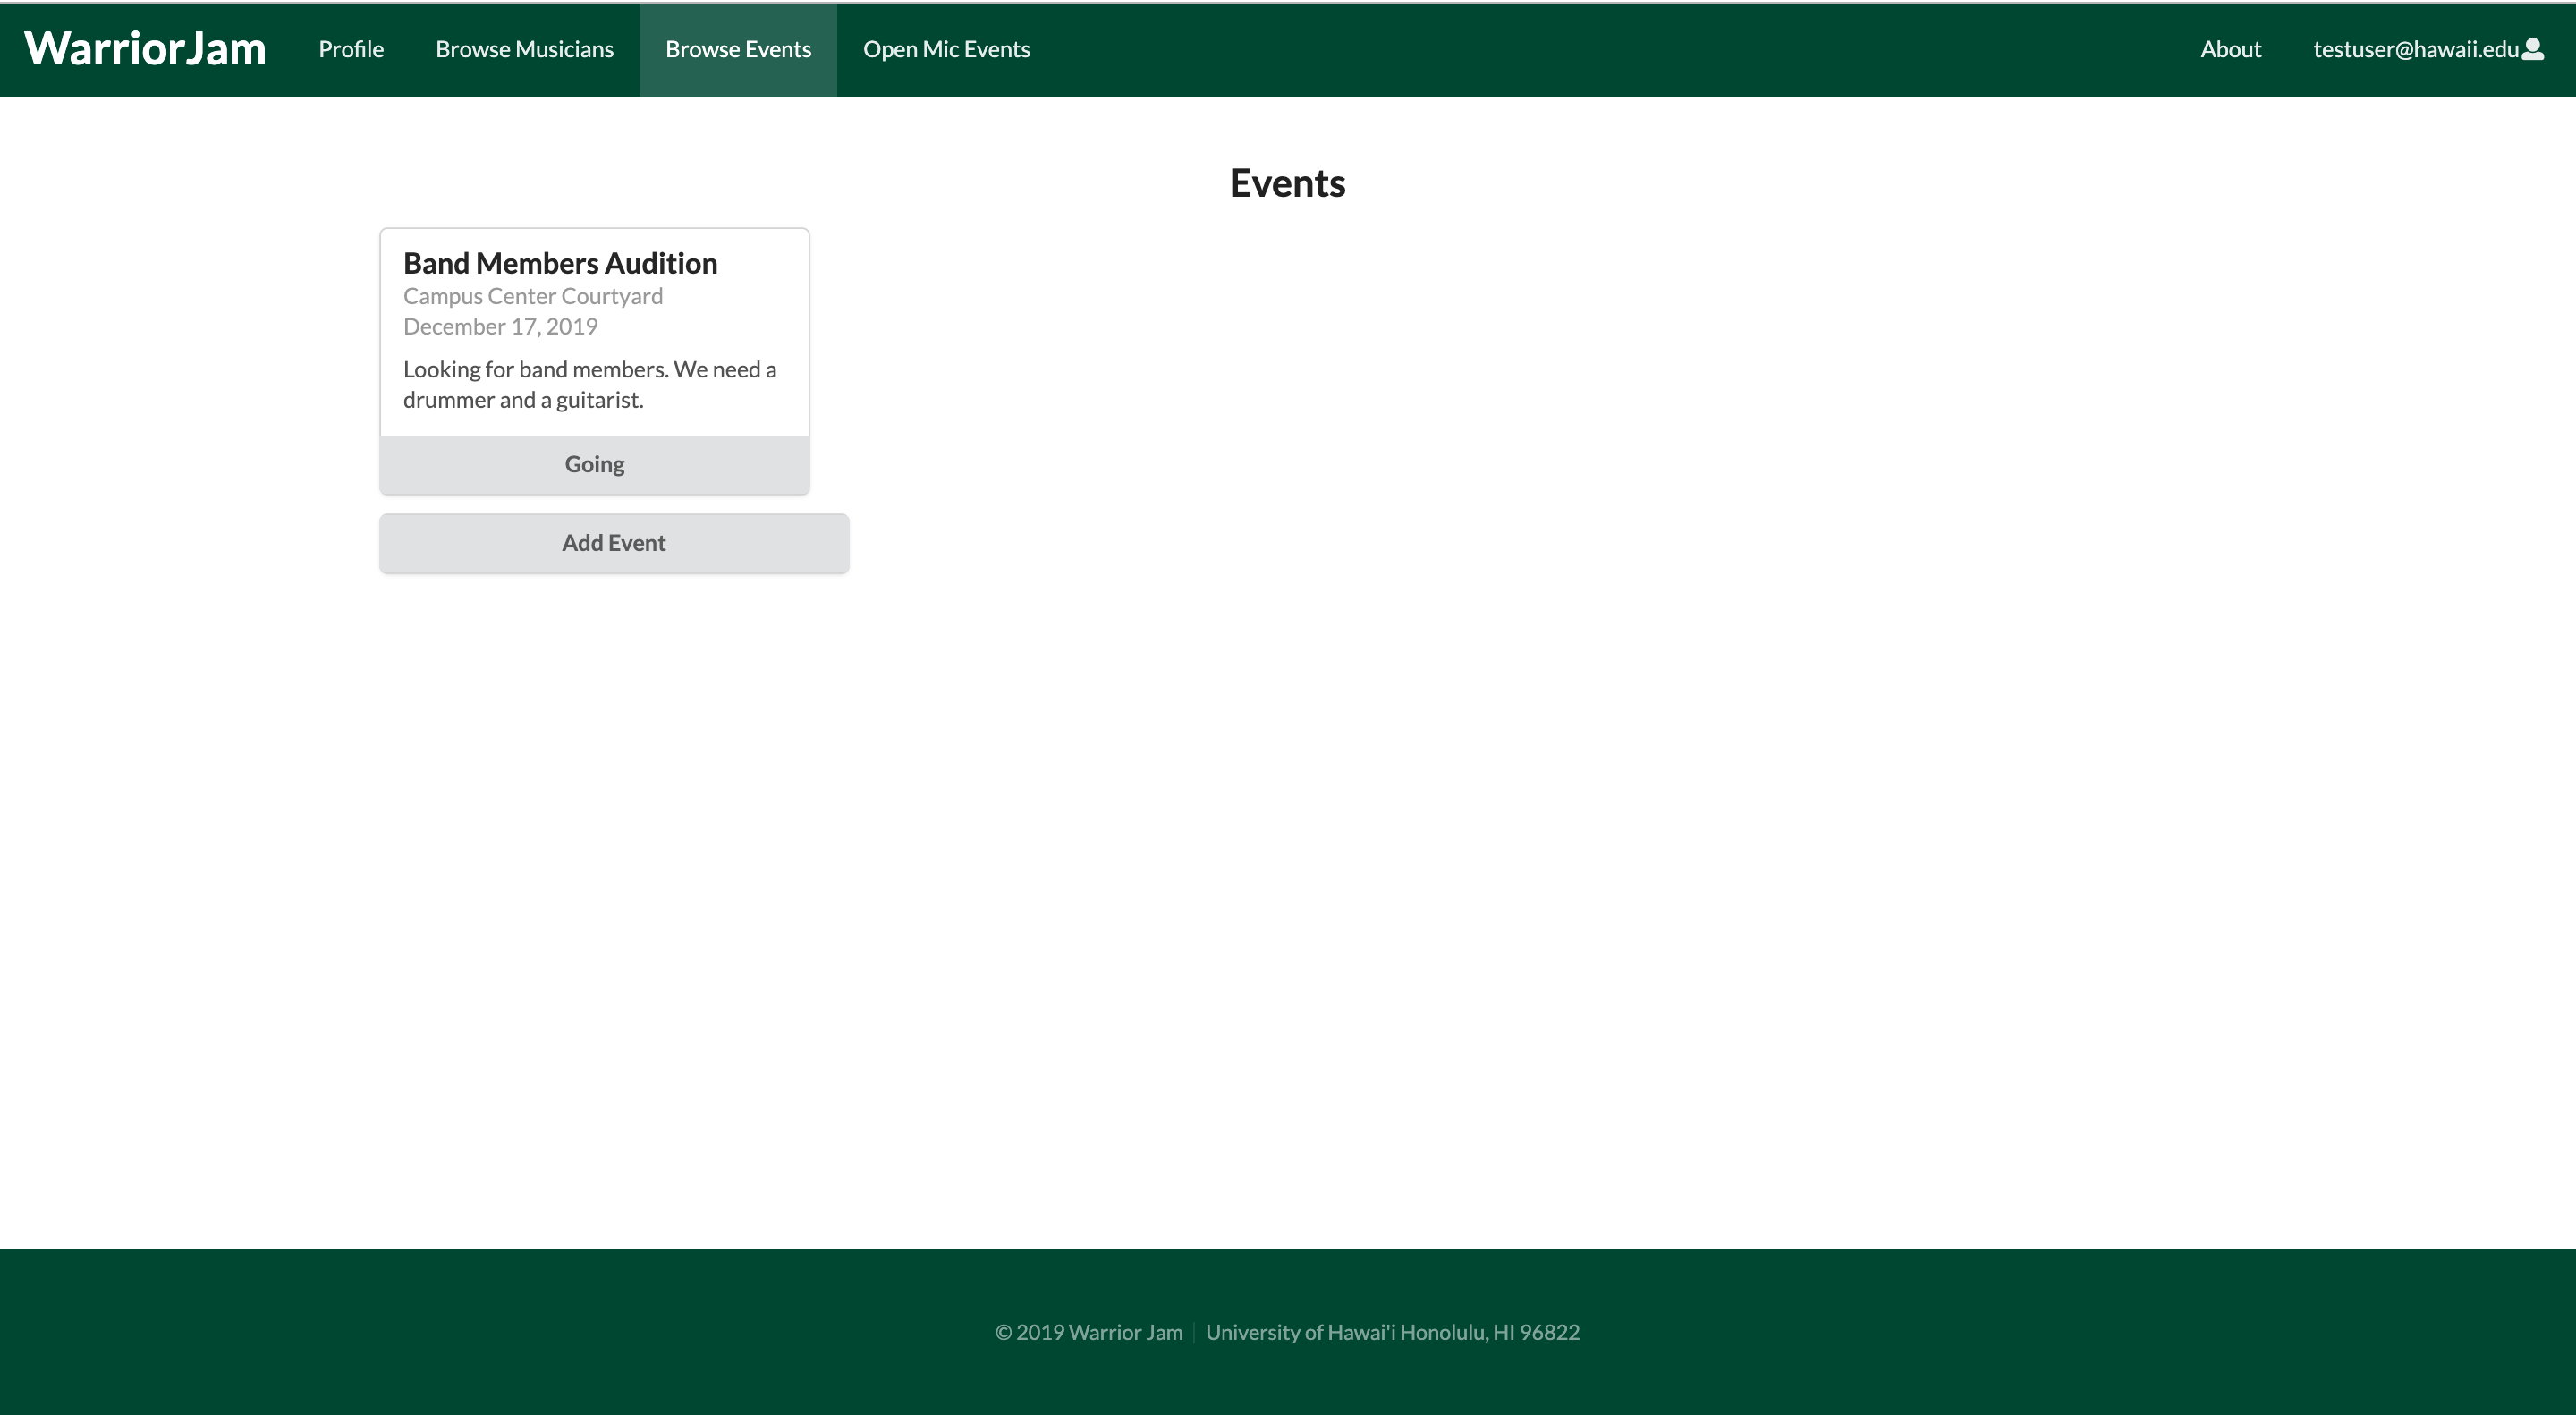 WarriorJam Profile Browse Musicians Browse Events Open Mic Events About testuser@hawaii.edu
Events
Band Members Audition
Campus Center Courtyard
December 17, 2019
Looking for band members. We need a
drummer and a guitarist.
Going
Add Event
© 2019 Warrior Jam University of Hawai'i Honolulu, HI 96822